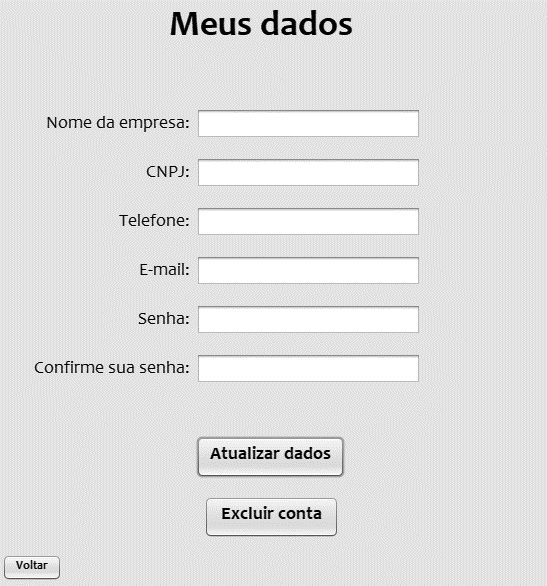 Meus dados
Nome da empresa:
CNPJ:
Telefone:
E-mail:
Senha:
Confirme sua senha:
Atualizar dados
Excluir conta
Voltar